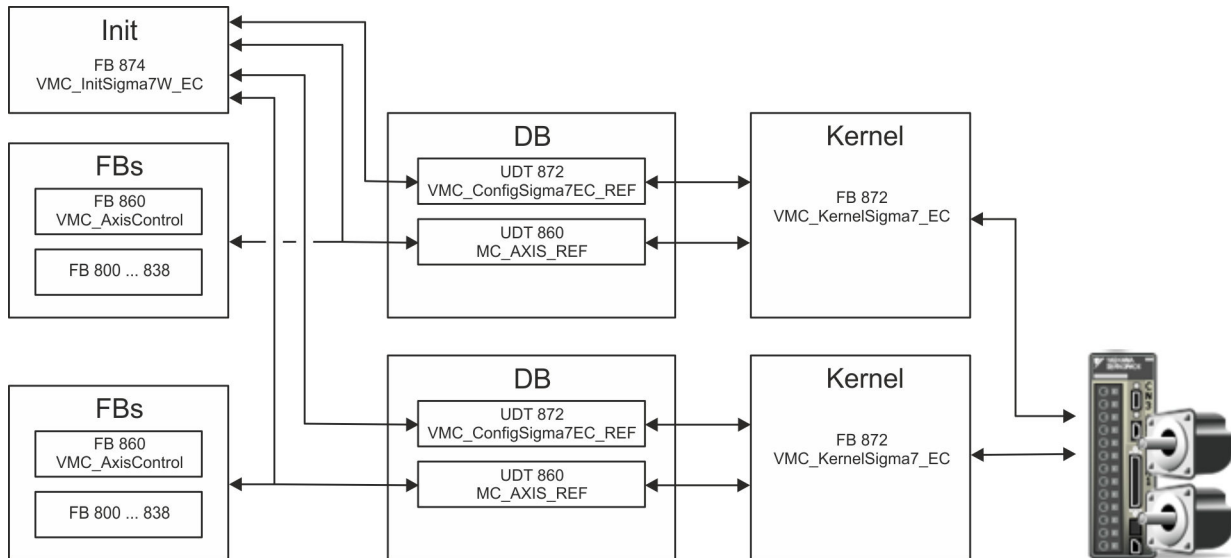 Init
FB 874
VMC_InitSigma7W_EC
FBs
FB 860
VMC_AxisControl
FB 800 ... 838
DB
UDT 872
VMC_ConfigSigma7EC_REF
UDT 860
MC_AXIS_REF
Kernel
FB 872
VMC_KernelSigma7_EC
FBs
FB 860
VMC_AxisControl
FB 800 ... 838
DB
UDT 872
VMC_ConfigSigma7EC_REF
UDT 860
MC_AXIS_REF
Kernel
FB 872
VMC_KernelSigma7_EC